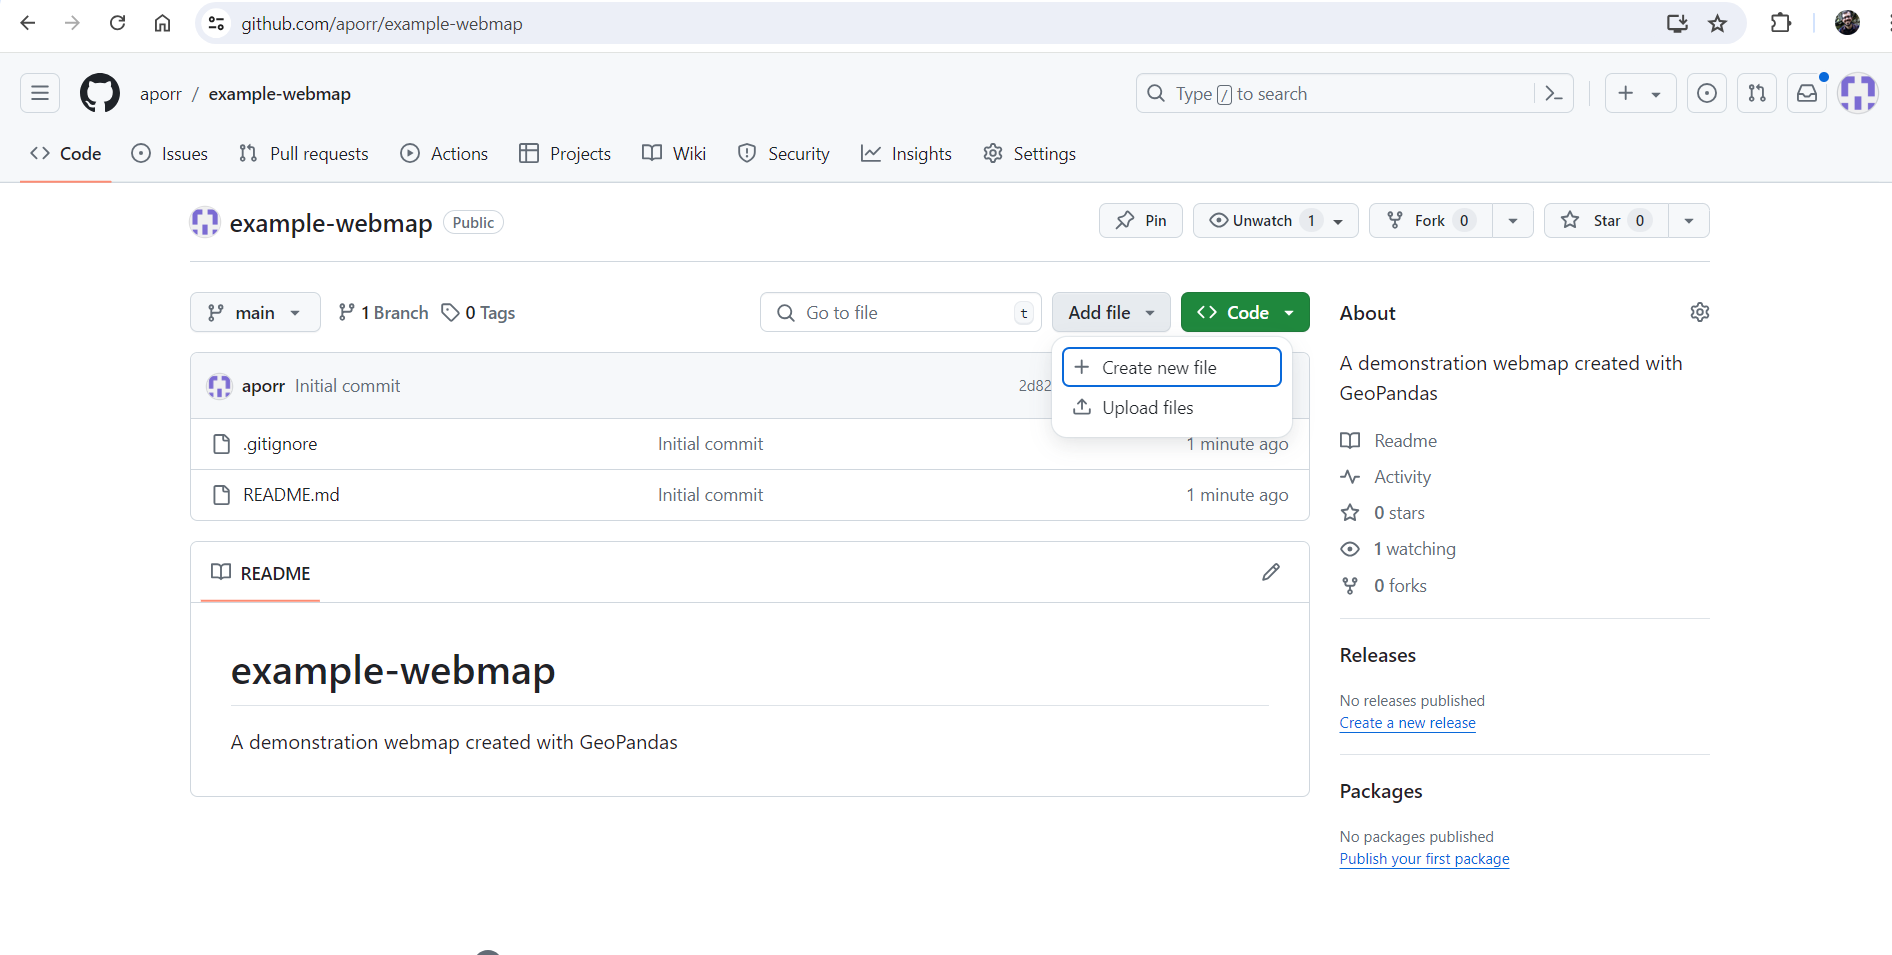 github.com/aporr/example-webmap
aporr / example-webmap
Type / to search
Code Issues Pull requests Actions Projects Wiki Security Insights Settings
example-webmap Public
Pin Unwatch 1 Fork 0 Star 0
main 1 Branch 0 Tags Go to file t Add file Code
Create new file
Upload files
aporr Initial commit 2d82
.gitignore Initial commit 1 minute ago
README.md Initial commit 1 minute ago
README
example-webmap
A demonstration webmap created with GeoPandas
About
A demonstration webmap created with
GeoPandas
Readme
Activity
0 stars
1 watching
0 forks
Releases
No releases published
Create a new release
Packages
No packages published
Publish your first package